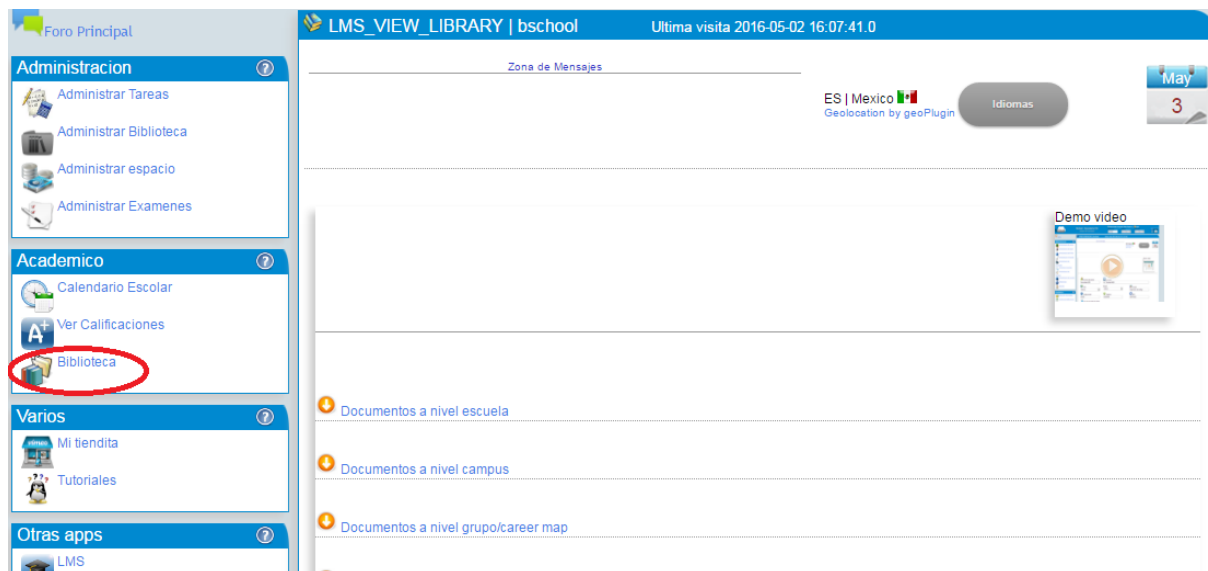 Foro Principal
Administracion
Administrar Tareas
Administrar Biblioteca
Administrar espacio
Administrar Examenes
Academico
Calendario Escolar
A+
Ver Calificaciones
Biblioteca
Varios
Mi tiendita
Tutoriales
Otras apps
LMS
LMS_VIEW_LIBRARY | bschool
Ultima visita 2016-05-02 16:07:41.0
Zona de Mensajes
ES | Mexico
Geolocation by geoPlugin
Idiomas
May
3
Demo video
Documentos a nivel escuela
Documentos a nivel campus
Documentos a nivel grupo/career map